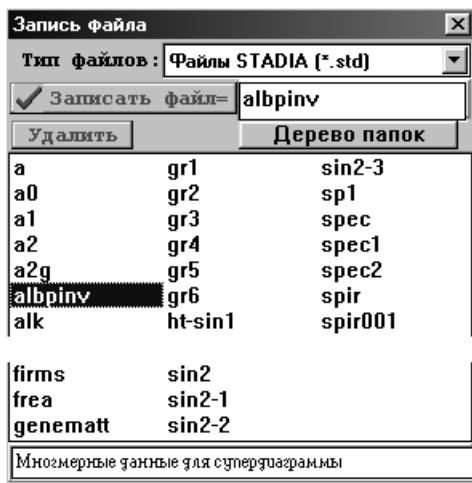 Запись файла
Тип файлов: Файлы STADIA (*.std)
Записать файл= albpinv
Удалить Дерево папок
a gr1 sin2-3
a0 gr2 sp1
a1 gr3 spec
a2 gr4 spec1
a2g gr5 spec2
albpinv gr6 spir
alk ht-sin1 spir001
firms sin2
frea sin2-1
genematt sin2-2
Многмерные данные для супердиаграммы